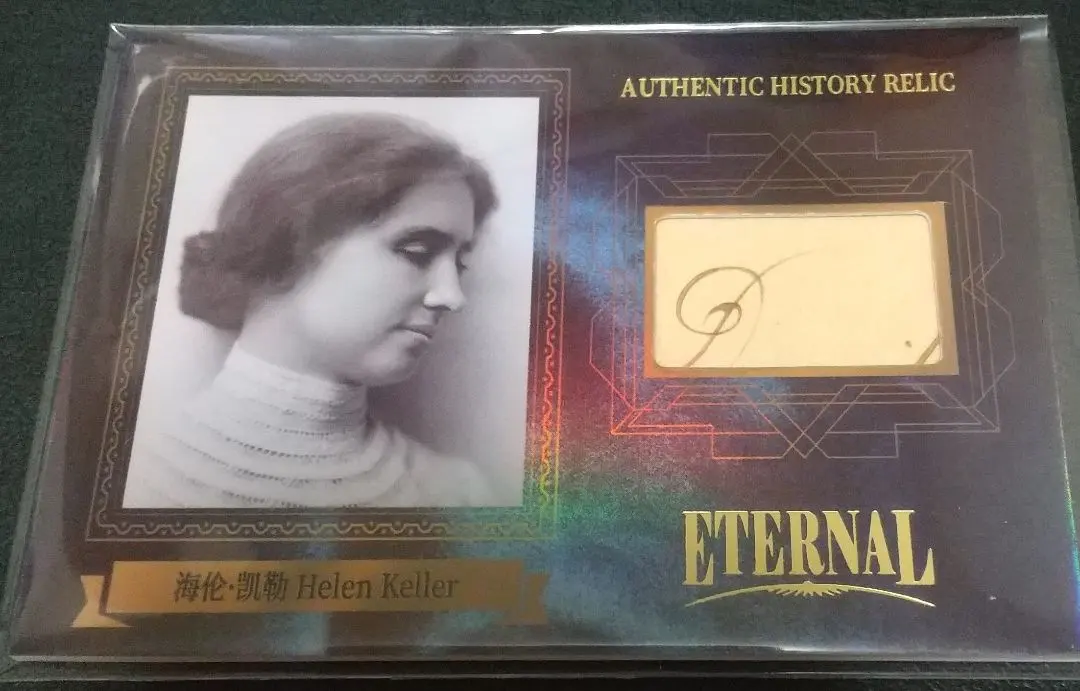 AUTHENTIC HISTORY RELIC
海伦·凯勒 Helen Keller
ETERNAL